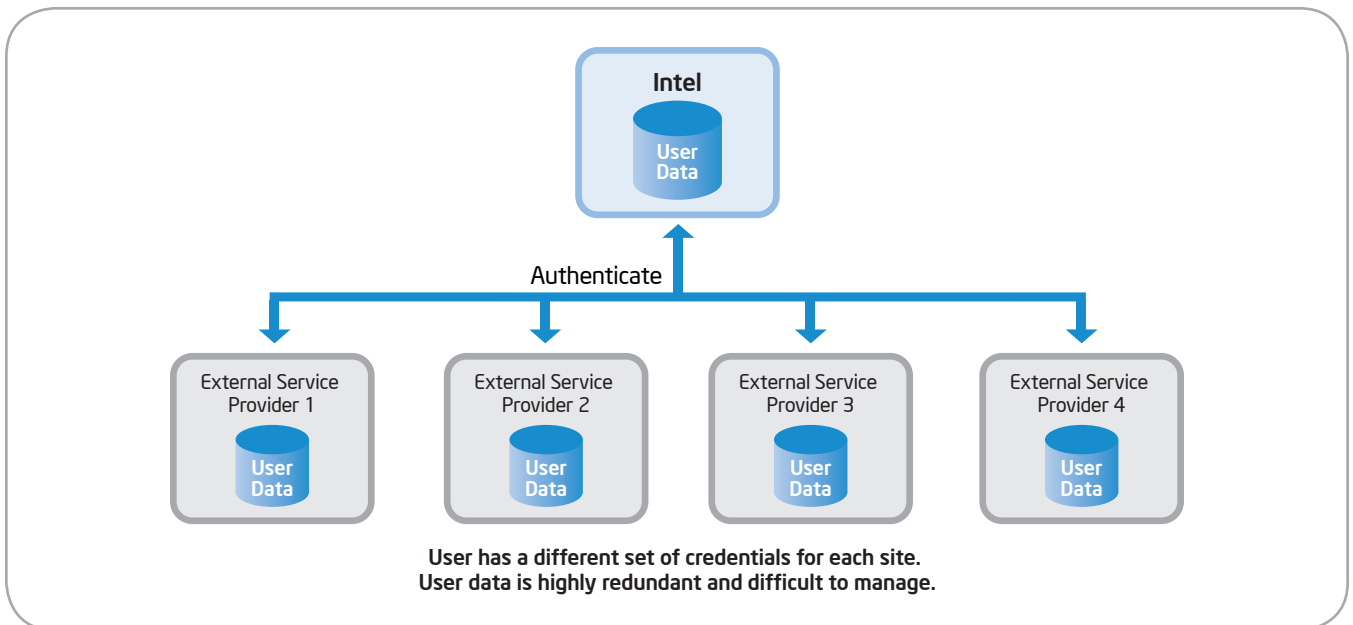 Intel
User
Data
Authenticate
External Service
Provider 1
User
Data
External Service
Provider 2
User
Data
External Service
Provider 3
User
Data
External Service
Provider 4
User
Data
User has a different set of credentials for each site.
User data is highly redundant and difficult to manage.